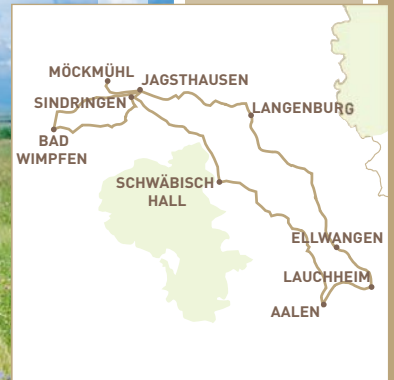 MÖCKMÜHL
JAGSTHAUSEN
SINDRINGEN
LANGENBURG
BAD
WIMPFEN
SCHWÄBISCH
HALL
ELLWANGEN
LAUCHHEIM
AALEN